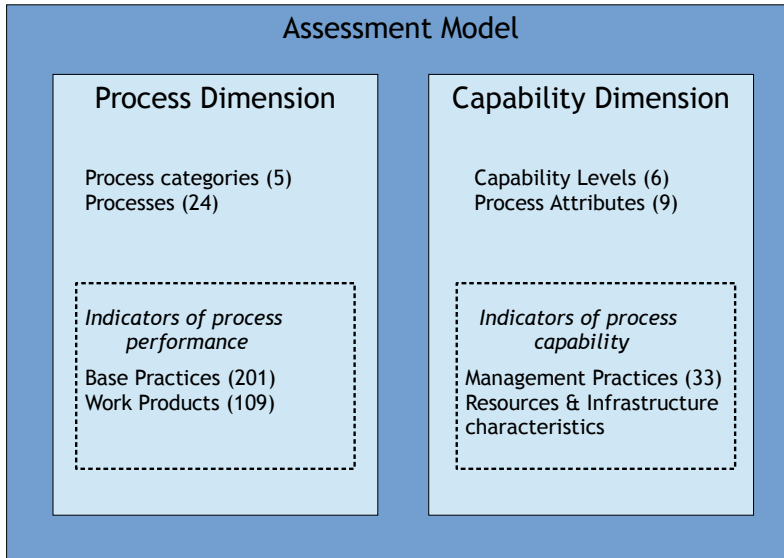 Assessment Model
Process Dimension
Process categories (5)
Processes (24)
Indicators of process
performance
Base Practices (201)
Work Products (109)
Capability Dimension
Capability Levels (6)
Process Attributes (9)
Indicators of process
capability
Management Practices (33)
Resources & Infrastructure
characteristics